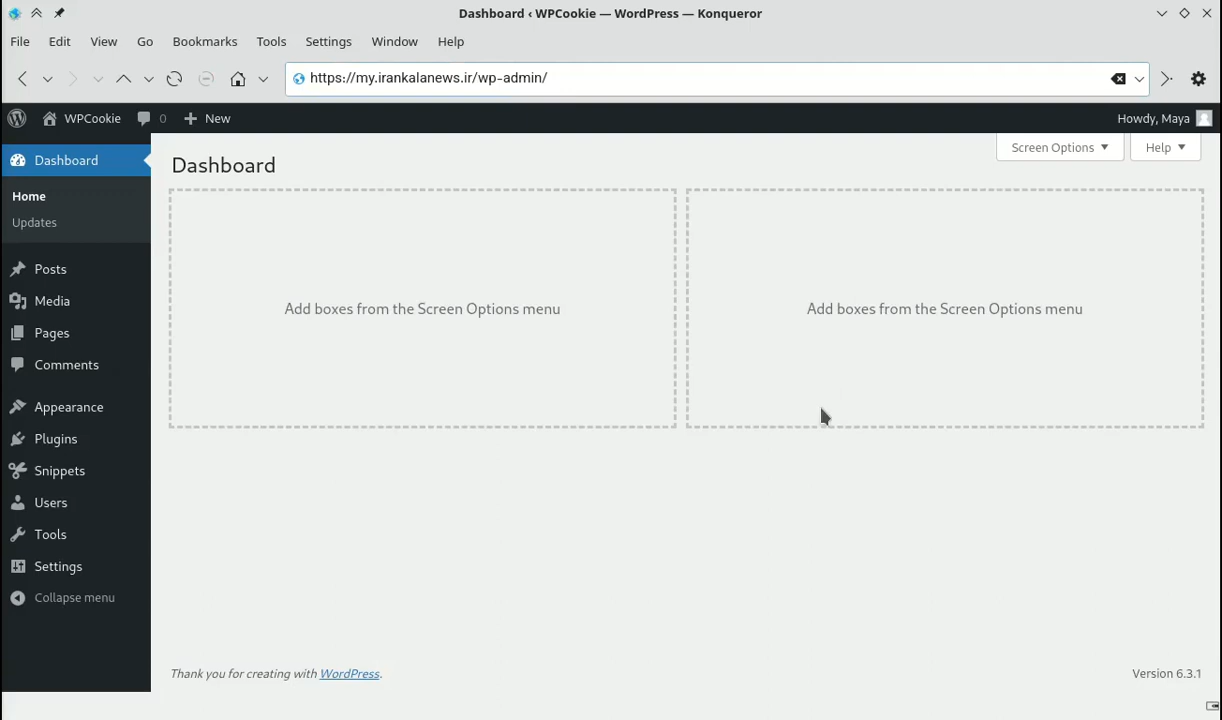 Dashboard ‹ WPCookie — WordPress — Konqueror
File Edit View Go Bookmarks Tools Settings Window Help
https://my.irankalanews.ir/wp-admin/
WPCookie 0 New Howdy, Maya
Dashboard
Home
Updates
Posts
Media
Pages
Comments
Appearance
Plugins
Snippets
Users
Tools
Settings
Collapse menu
Screen Options Help
Dashboard
Add boxes from the Screen Options menu
Add boxes from the Screen Options menu
Thank you for creating with WordPress.
Version 6.3.1